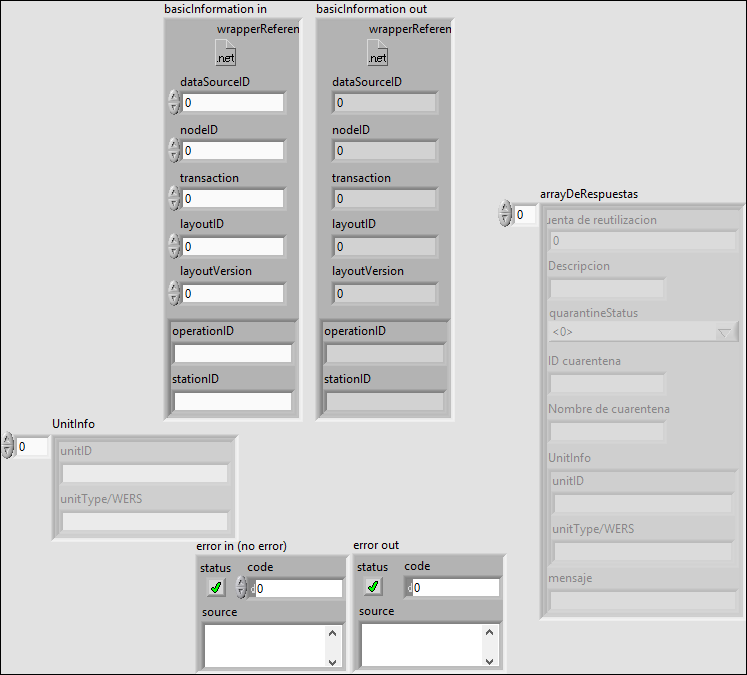 basicInformation in
wrapperReferen
.net
dataSourceID
0
nodeID
0
transaction
0
layoutID
0
layoutVersion
0
operationID
stationID
basicInformation out
wrapperReferen
.net
dataSourceID
0
nodeID
0
transaction
0
layoutID
0
layoutVersion
0
operationID
stationID
arrayDeRespuestas
0
uenta de reutilizacion
0
Descripcion
quarantineStatus
<0>
ID cuarentena
Nombre de cuarentena
UnitInfo
unitID
unitType/WERS
mensaje
UnitInfo
0
unitID
unitType/WERS
error in (no error)
status
code
0
source
error out
status
code
0
source